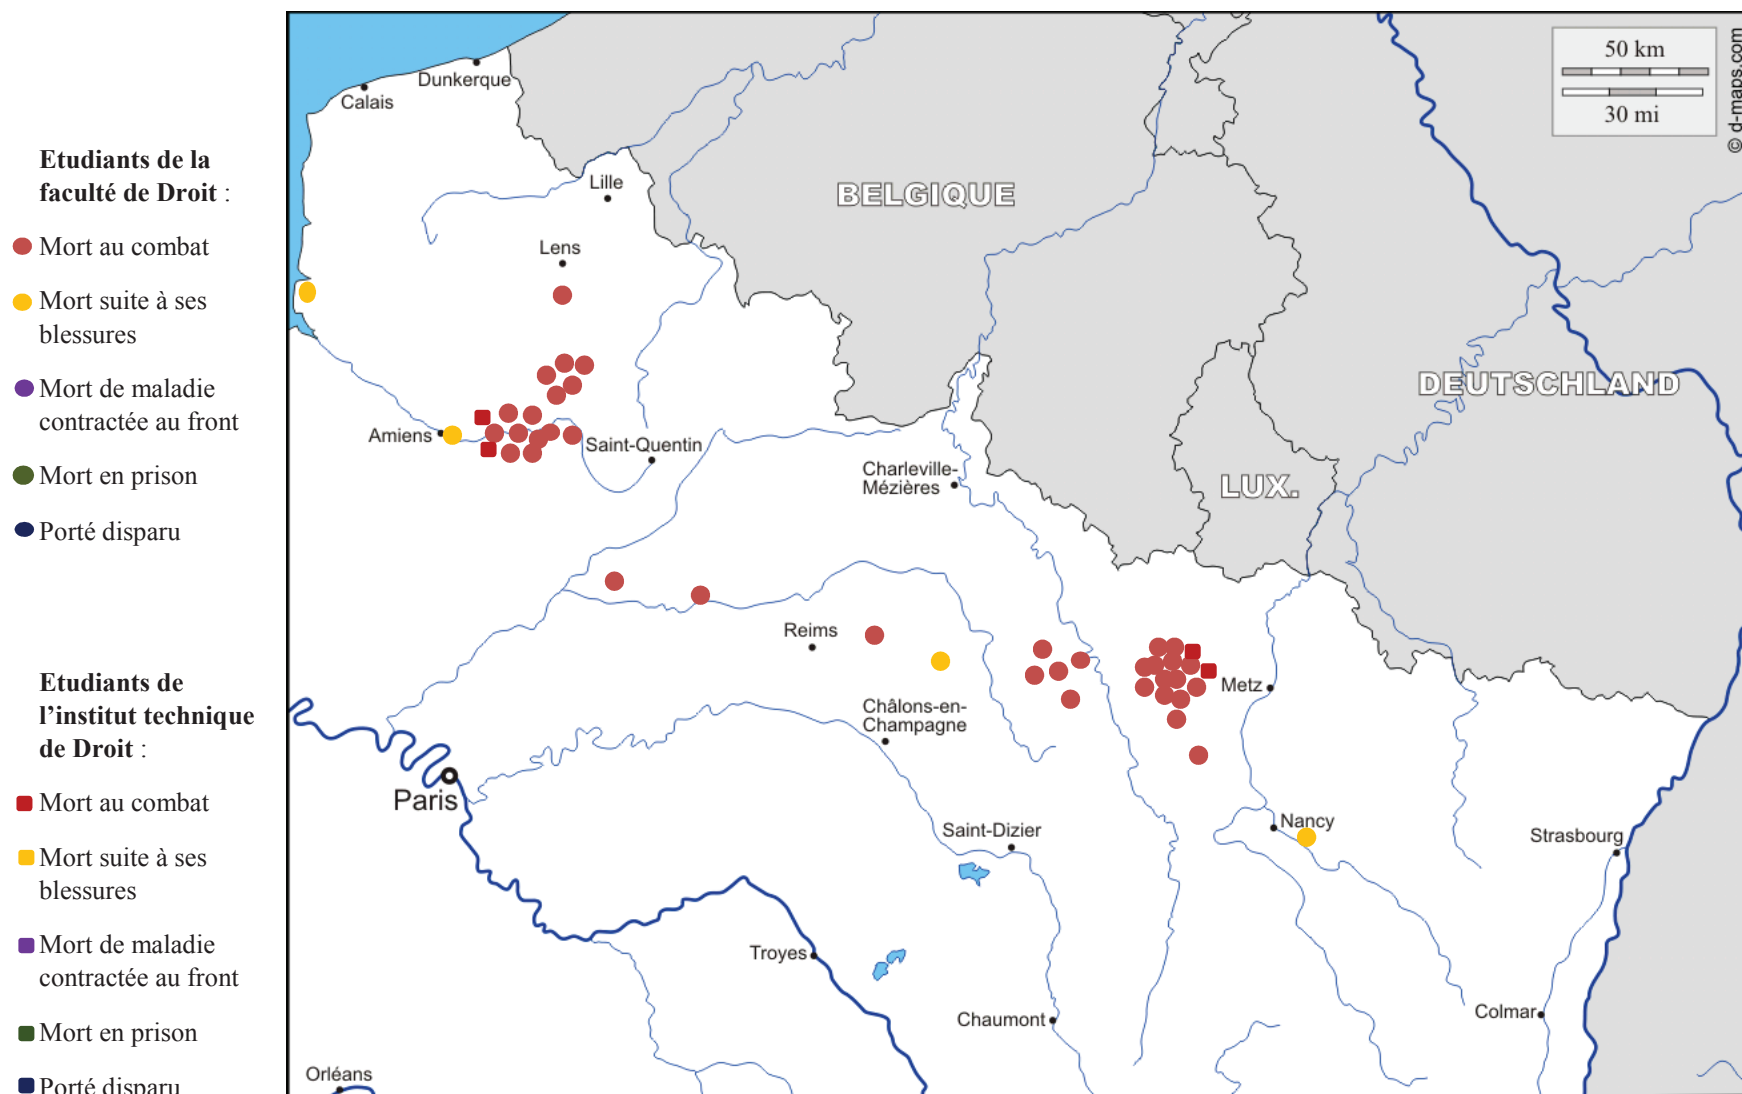 Etudiants de la
faculté de Droit :
Mort au combat
Mort suite à ses
blessures
Mort de maladie
contractée au front
Mort en prison
Porté disparu
Etudiants de
l’institut technique
de Droit :
Mort au combat
Mort suite à ses
blessures
Mort de maladie
contractée au front
Mort en prison
Porté disparu
50 km
30 mi
© d-maps.com
Dunkerque
Calais
Lille
BELGIQUE
Lens
DEUTSCHLAND
Amiens
Saint-Quentin
Charleville-
Mézières
LUX.
Reims
Metz
Châlons-en-
Champagne
Paris
Saint-Dizier
Nancy
Strasbourg
Troyes
Chaumont
Colmar
Orléans